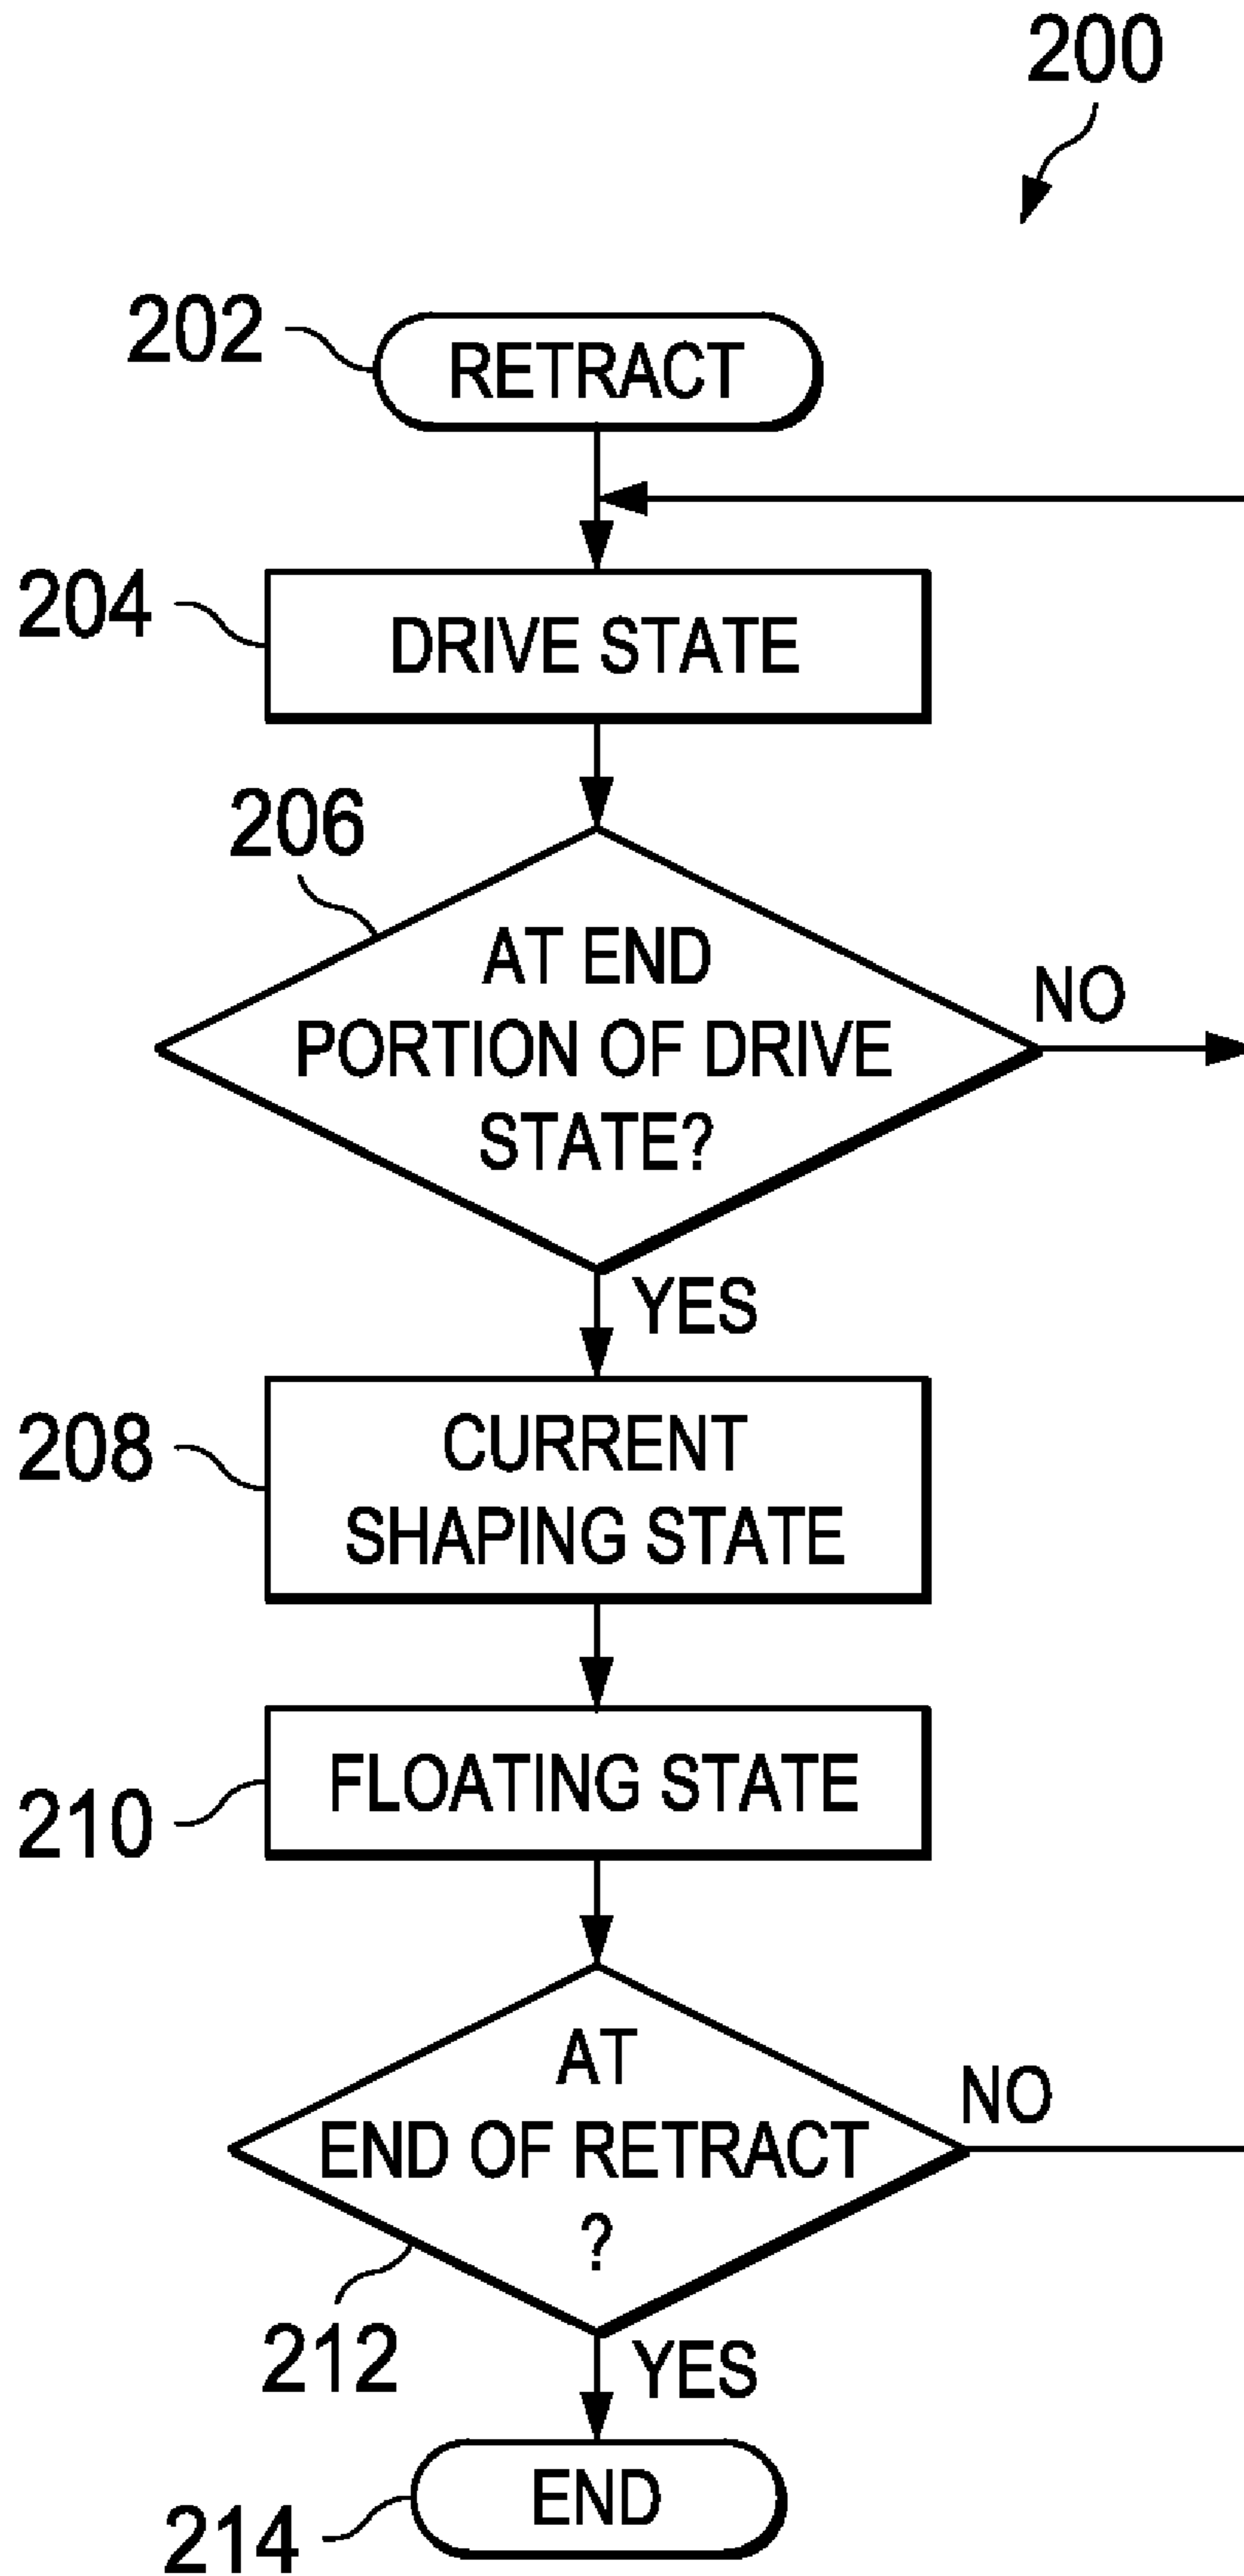 200
202
RETRACT
204
DRIVE STATE
206
AT END
PORTION OF DRIVE
STATE?
NO
YES
208
CURRENT
SHAPING STATE
210
FLOATING STATE
AT
END OF RETRACT
?
NO
212
YES
214
END